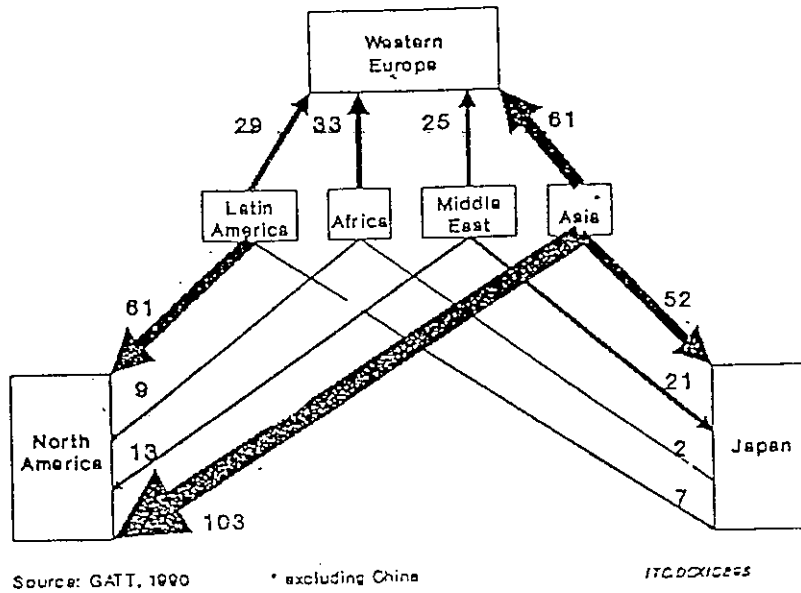 Western
Europe
29
33
25
61
Latin
America
Africa
Middle
East
Asia
61
52
9
21
North
America
13
2
Japan
7
103
Source: GATT, 1990
* excluding China